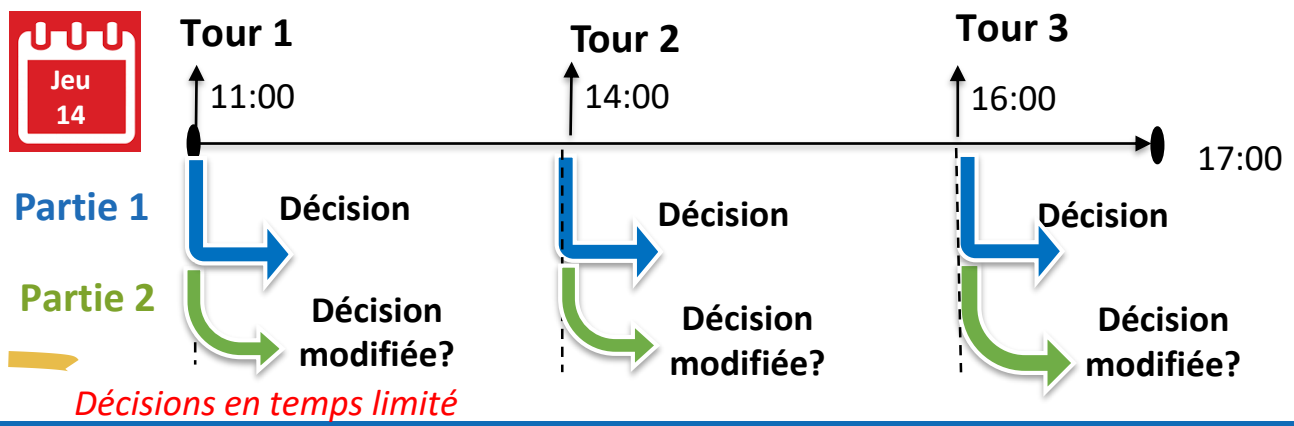 Jeu
14
Tour 1
Tour 2
Tour 3
11:00
14:00
16:00
17:00
Partie 1
Décision
Décision
Décision
Partie 2
Décision
modifiée?
Décision
modifiée?
Décision
modifiée?
Décisions en temps limité